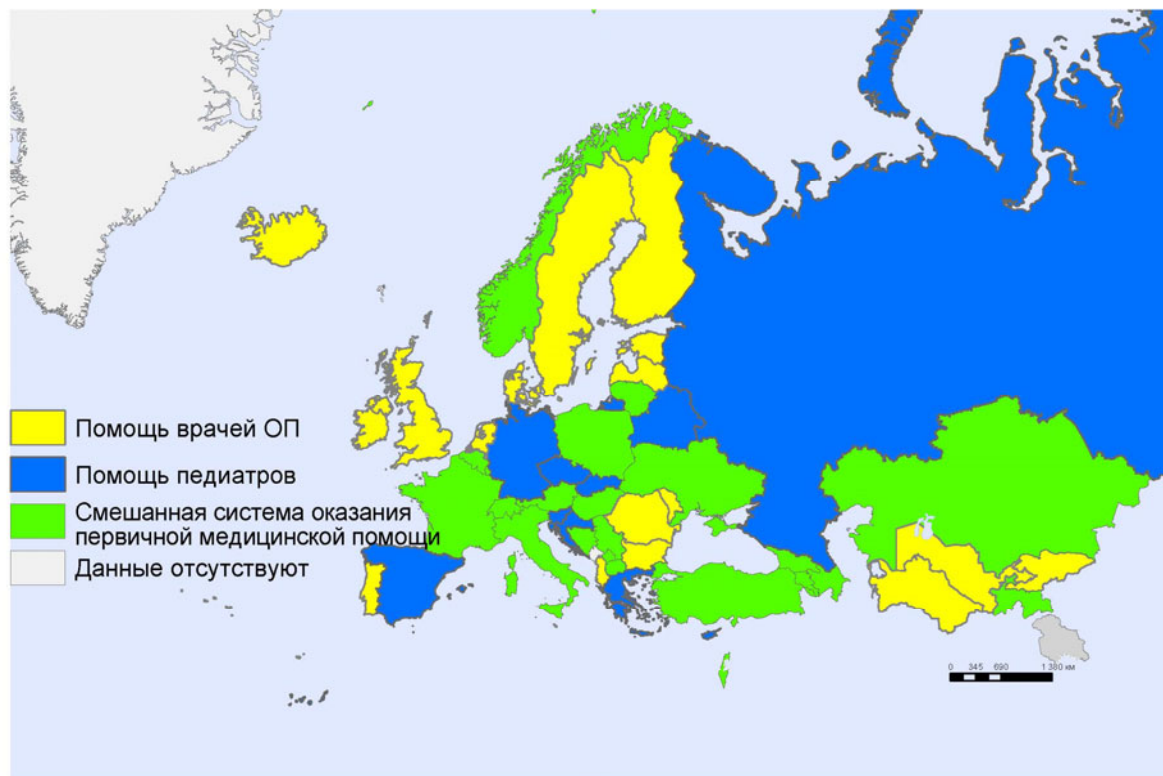 Помощь врачей ОП
Помощь педиатров
Смешанная система оказания
первичной медицинской помощи
Данные отсутствуют
0 345 690 1 380 км